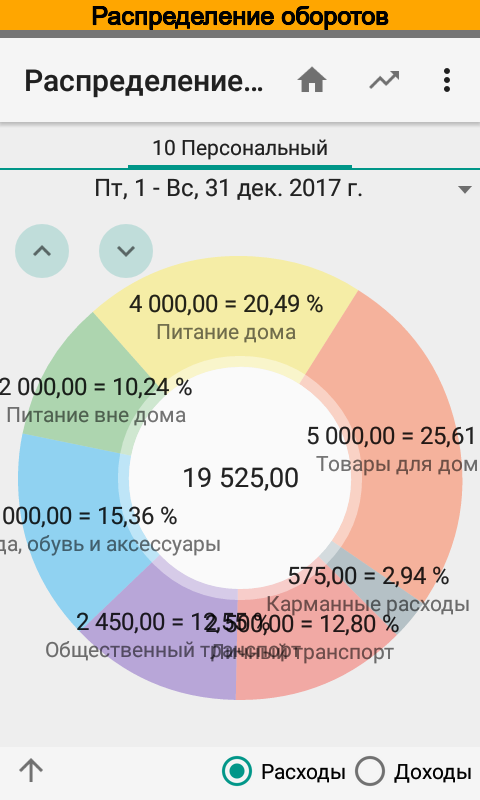 Распределение оборотов
Распределение…
10 Персональный
Пт, 1 - Вс, 31 дек. 2017 г.
4 000,00 = 20,49 %
Питание дома
2 000,00 = 10,24 %
Питание вне дома
5 000,00 = 25,61
Товары для дом
19 525,00
000,00 = 15,36 %
да, обувь и аксессуары
575,00 = 2,94 %
Карманные расходы
2 450,00 = 12,55 %
2 500,00 = 12,80 %
Общественный транспорт
Личный транспорт
Расходы
Доходы